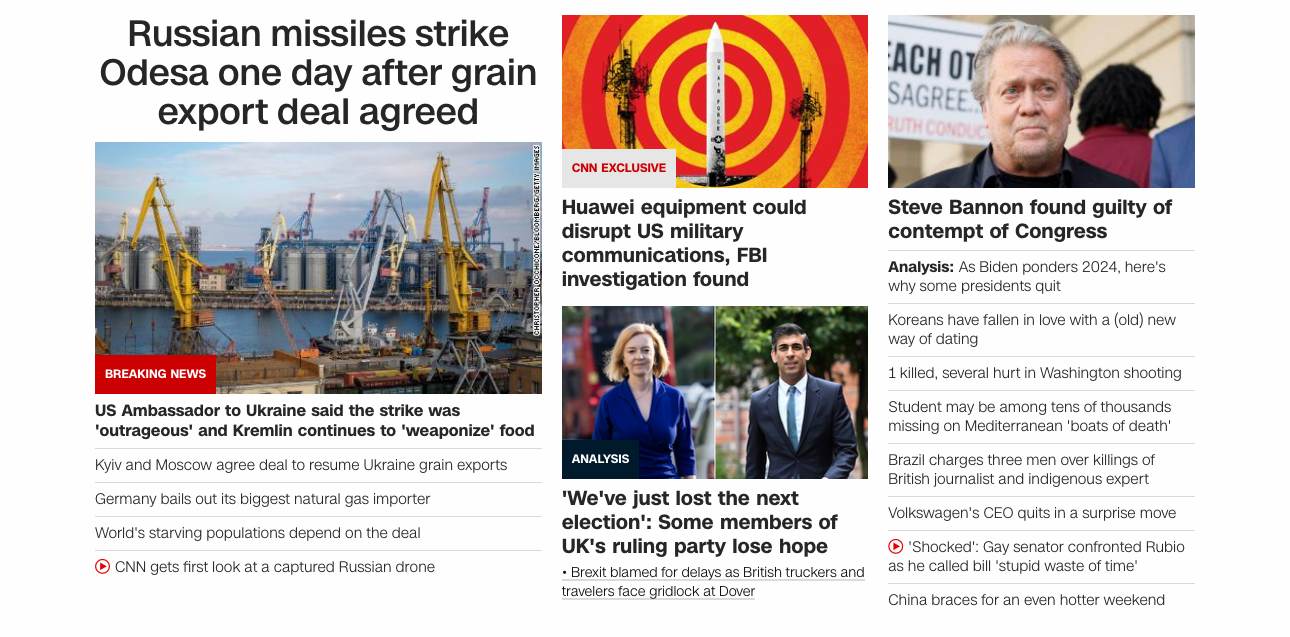 Russian missiles strike
Odesa one day after grain
export deal agreed
CHRISTOPHER OCCHICONE/BLOOMBERG/GETTY IMAGES
BREAKING NEWS
US Ambassador to Ukraine said the strike was
'outrageous' and Kremlin continues to 'weaponize' food
Kyiv and Moscow agree deal to resume Ukraine grain exports
Germany bails out its biggest natural gas importer
World's starving populations depend on the deal
CNN gets first look at a captured Russian drone
US AIR FORCE
CNN EXCLUSIVE
Huawei equipment could
disrupt US military
communications, FBI
investigation found
ANALYSIS
'We've just lost the next
election': Some members of
UK's ruling party lose hope
• Brexit blamed for delays as British truckers and
travelers face gridlock at Dover
EACH OT
SAGREE...
RUTH CONDUC
Steve Bannon found guilty of
contempt of Congress
Analysis: As Biden ponders 2024, here's
why some presidents quit
Koreans have fallen in love with a (old) new
way of dating
1 killed, several hurt in Washington shooting
Student may be among tens of thousands
missing on Mediterranean 'boats of death'
Brazil charges three men over killings of
British journalist and indigenous expert
Volkswagen's CEO quits in a surprise move
'Shocked': Gay senator confronted Rubio
as he called bill 'stupid waste of time'
China braces for an even hotter weekend